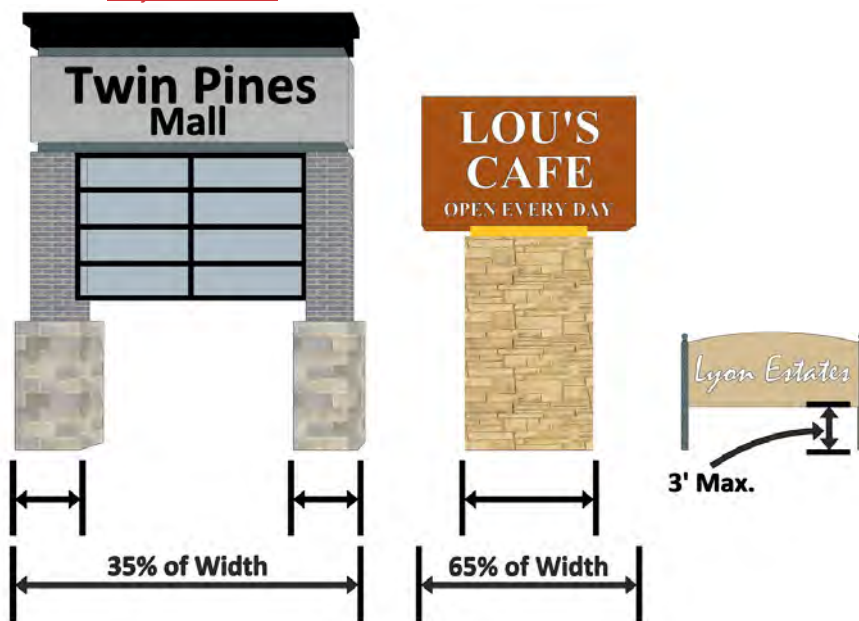 Twin Pines
Mall
LOU'S
CAFE
OPEN EVERY DAY
Lyon Estates
3' Max.
35% of Width
65% of Width